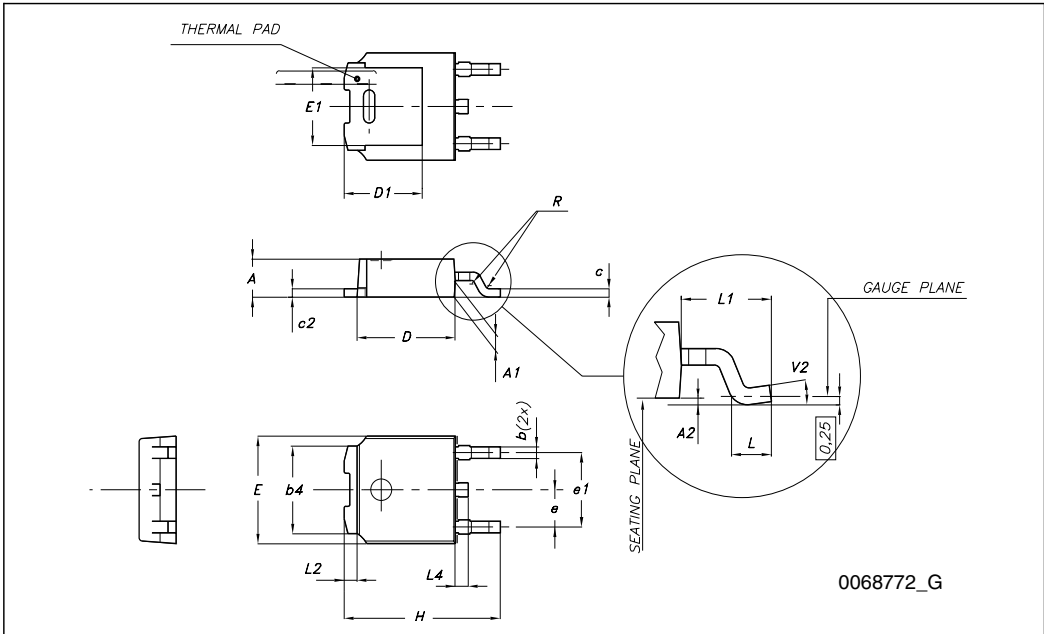 THERMAL PAD
E1
D1
R
A
c
c2
D
A1
L1
GAUGE PLANE
V2
A2
L
0,25
SEATING PLANE
b(2x)
E
b4
e
e1
L2
L4
H
0068772_G